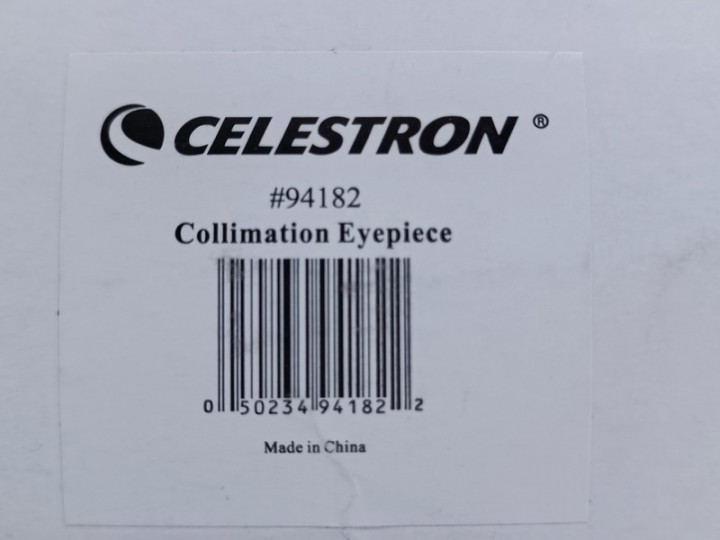 CELESTRON ®
#94182
Collimation Eyepiece
0 50234 94182 2
Made in China